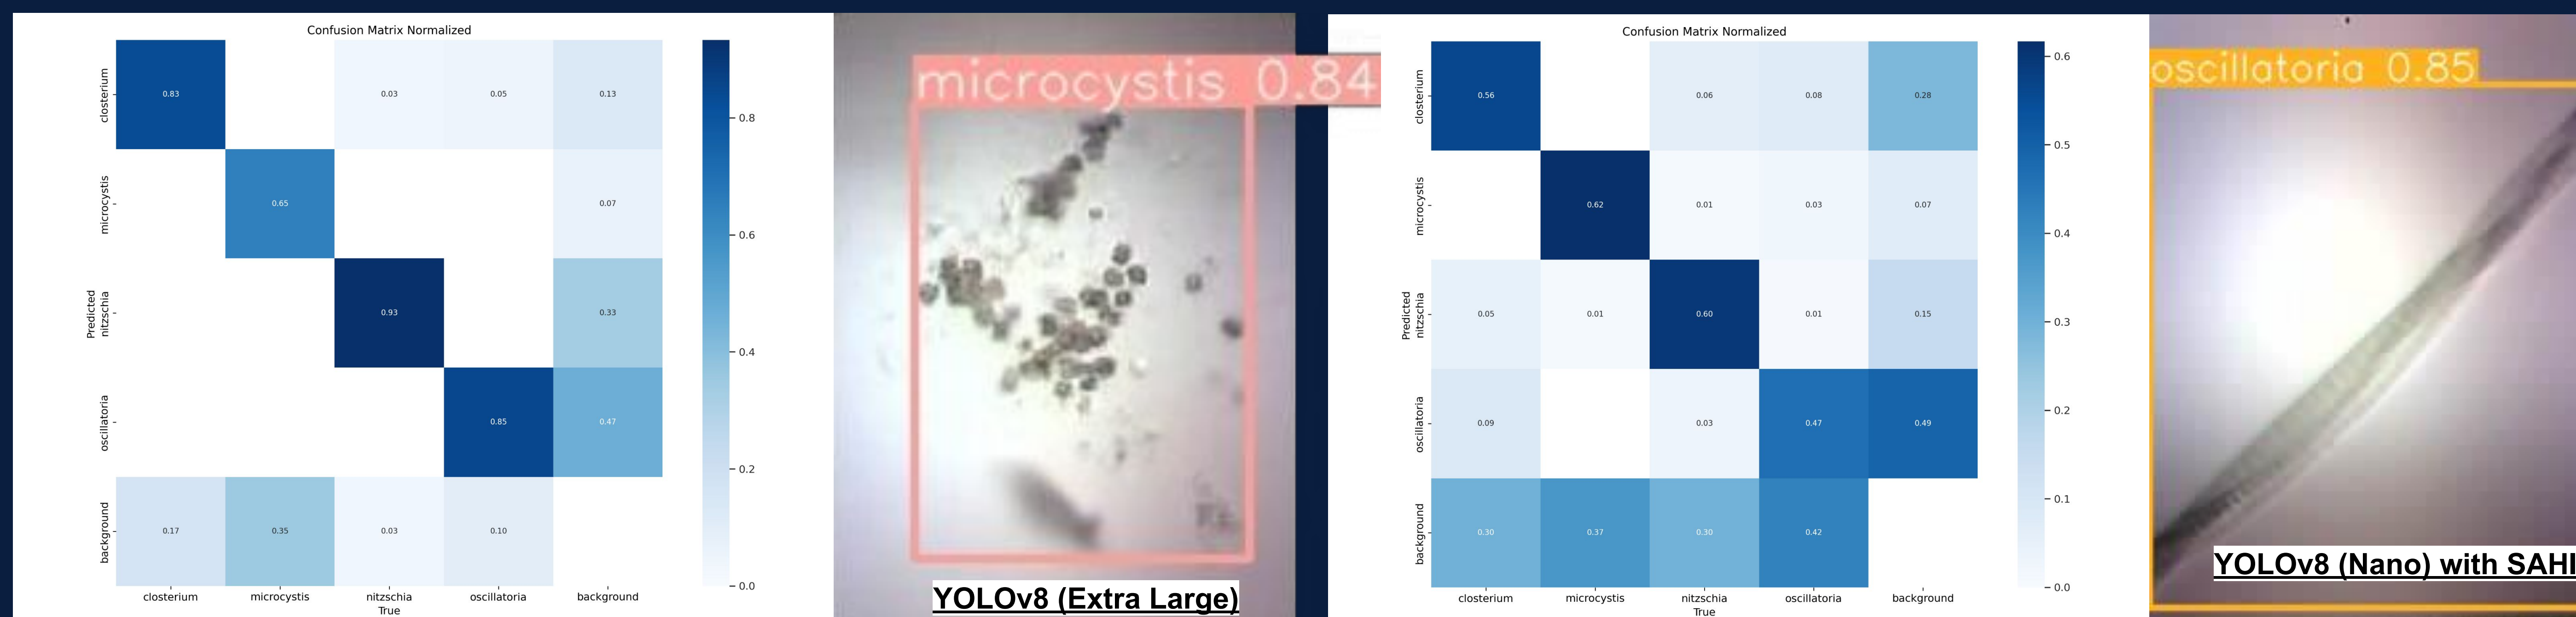 Confusion Matrix Normalized
closterium
0.83
0.03
0.05
0.13
microcystis
0.65
0.07
Predicted
nitzschia
0.93
0.33
oscillatoria
0.85
0.47
background
0.17
0.35
0.03
0.10
closterium
microcystis
nitzschia
oscillatoria
background
True
0.8
0.6
0.4
0.2
0.0
microcystis 0.84
YOLOv8 (Extra Large)
Confusion Matrix Normalized
closterium
0.56
0.06
0.08
0.28
microcystis
0.62
0.01
0.03
0.07
Predicted
nitzschia
0.05
0.01
0.60
0.01
0.15
oscillatoria
0.09
0.03
0.47
0.49
background
0.30
0.37
0.30
0.42
closterium
microcystis
nitzschia
oscillatoria
background
True
0.6
0.5
0.4
0.3
0.2
0.1
0.0
oscillatoria 0.85
YOLOv8 (Nano) with SAHI